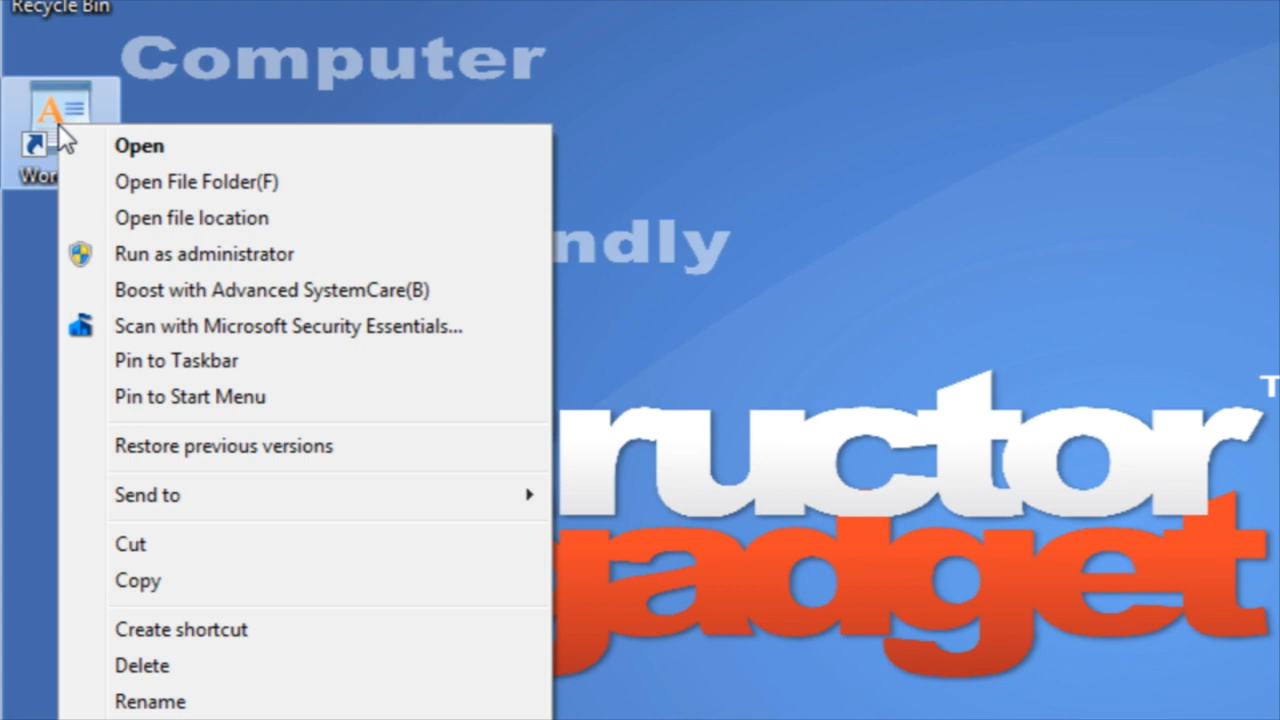 Recycle Bin
Computer
Wor
Open
Open File Folder(F)
Open file location
Run as administrator
ndly
Boost with Advanced SystemCare(B)
Scan with Microsoft Security Essentials...
Pin to Taskbar
Pin to Start Menu
Restore previous versions
Send to
Cut
Copy
Create shortcut
Delete
Rename
ructor
gadget